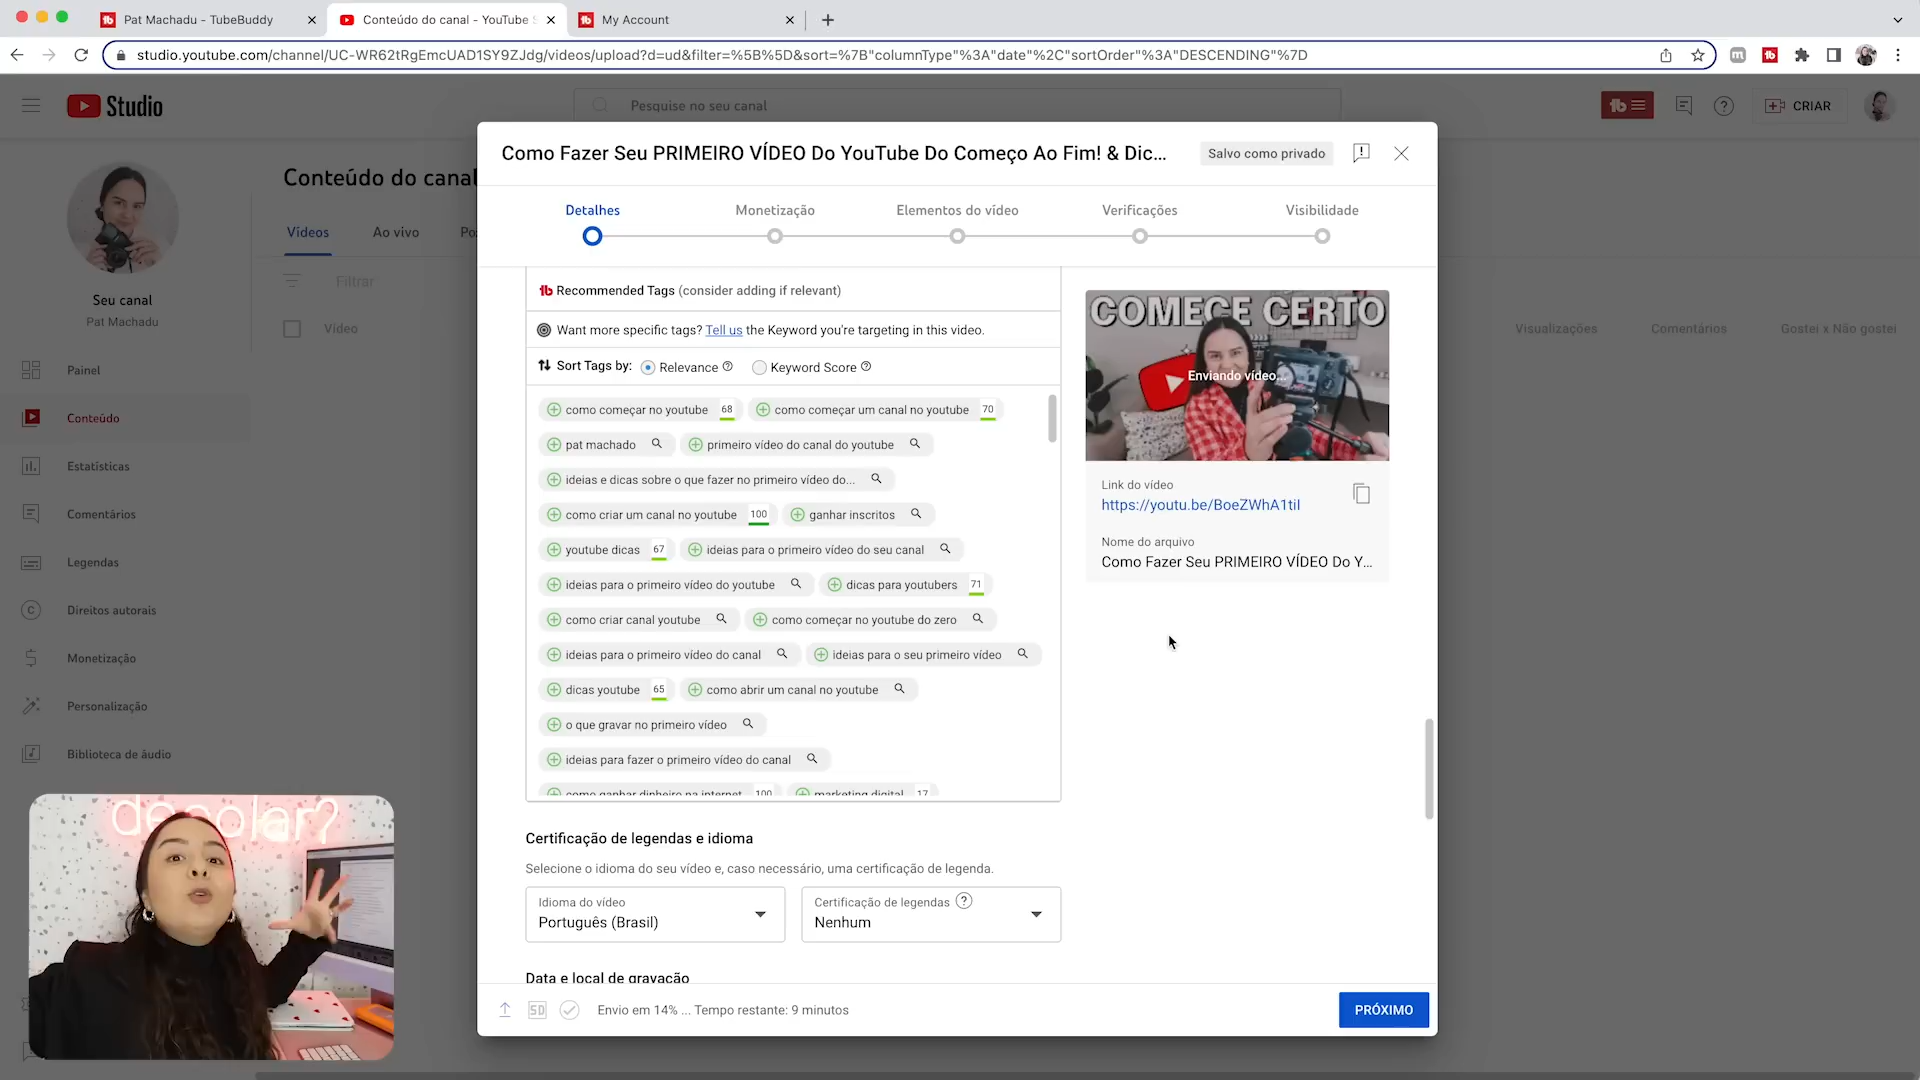 Pat Machadu - TubeBuddy
Conteúdo do canal - YouTube S
My Account
studio.youtube.com/channel/UC-WR62tRgEmcUAD1SY9ZJdg/videos/upload?d=ud&filter=%5B%5D&sort=%7B"columnType"%3A"date"%2C"sortOrder"%3A"DESCENDING"%7D
Studio
Pesquise no seu canal
CRIAR
Seu canal
Pat Machadu
Painel
Conteúdo
Estatísticas
Comentários
Legendas
Direitos autorais
Monetização
Personalização
Biblioteca de áudio
Conteúdo do canal
Vídeos
Ao vivo
Filtrar
Vídeo
Visualizações
Comentários
Gostei x Não gostei
Como Fazer Seu PRIMEIRO VÍDEO Do YouTube Do Começo Ao Fim! & Dic...
Salvo como privado
Detalhes
Monetização
Elementos do vídeo
Verificações
Visibilidade
Recommended Tags (consider adding if relevant)
Want more specific tags? Tell us the Keyword you're targeting in this video.
Sort Tags by: Relevance Keyword Score
como começar no youtube 68 como começar um canal no youtube 70
pat machado primeiro vídeo do canal do youtube
ideias e dicas sobre o que fazer no primeiro vídeo do...
como criar um canal no youtube 100 ganhar inscritos
youtube dicas 67 ideias para o primeiro vídeo do seu canal
ideias para o primeiro vídeo do youtube dicas para youtubers 71
como criar canal youtube como começar no youtube do zero
ideias para o primeiro vídeo do canal ideias para o seu primeiro vídeo
dicas youtube 65 como abrir um canal no youtube
o que gravar no primeiro vídeo
ideias para fazer o primeiro vídeo do canal
como ganhar dinheiro na internet 100 marketing digital 17
COMECE CERTO
Enviando vídeo...
Link do vídeo
https://youtu.be/BoeZWhA1tiI
Nome do arquivo
Como Fazer Seu PRIMEIRO VÍDEO Do Y...
Certificação de legendas e idioma
Selecione o idioma do seu vídeo e, caso necessário, uma certificação de legenda.
Idioma do vídeo
Português (Brasil)
Certificação de legendas
Nenhum
Data e local de gravação
SD
Envio em 14% ... Tempo restante: 9 minutos
PRÓXIMO